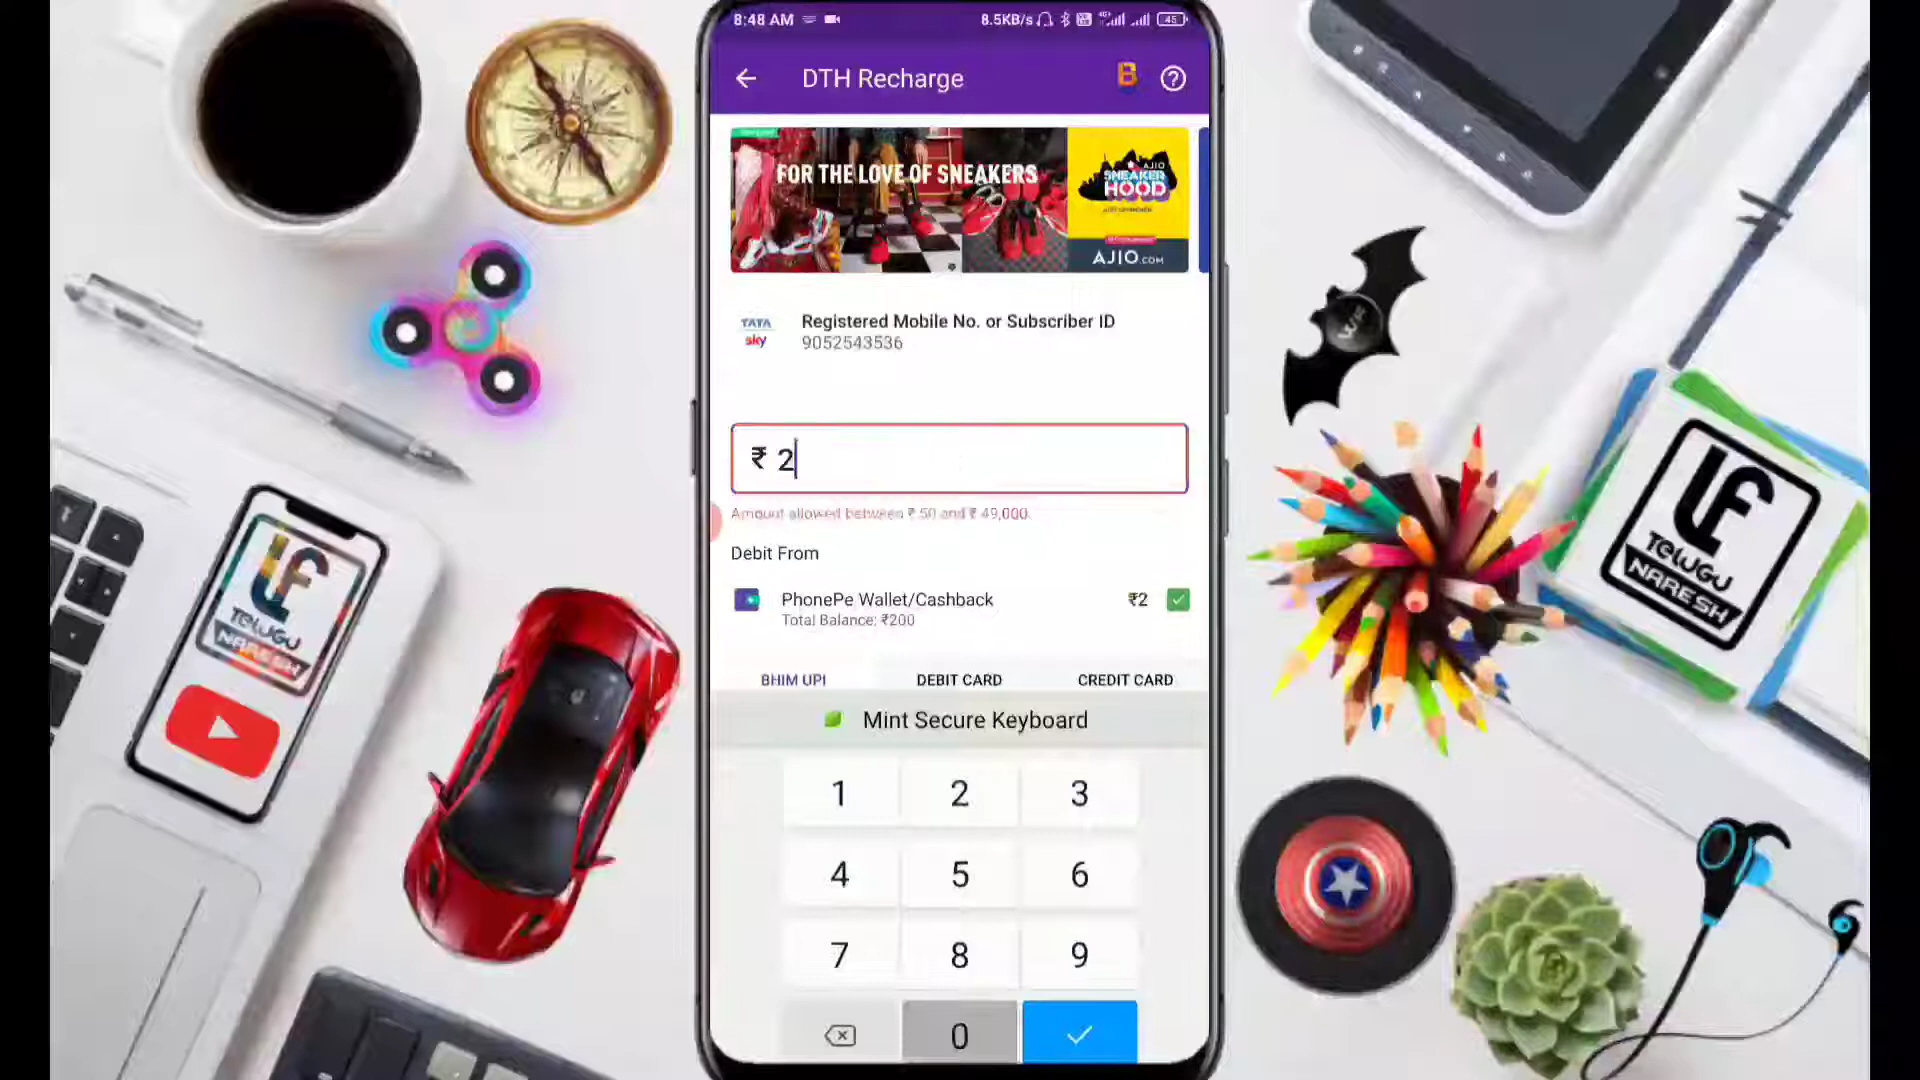 8:48 AM
8.5KB/s
45
DTH Recharge
FOR THE LOVE OF SNEAKERS
AJIO
SNEAKER
HOOD
AJIO.COM
TATA
sky
Registered Mobile No. or Subscriber ID
9052543536
₹ 2
Amount allowed between ₹ 50 and ₹ 49,000.
Debit From
PhonePe Wallet/Cashback
₹2
Total Balance: ₹200
BHIM UPI
DEBIT CARD
CREDIT CARD
Mint Secure Keyboard
1 2 3
4 5 6
7 8 9
0
TELUGU
NARESH
TELUGU
NARESH